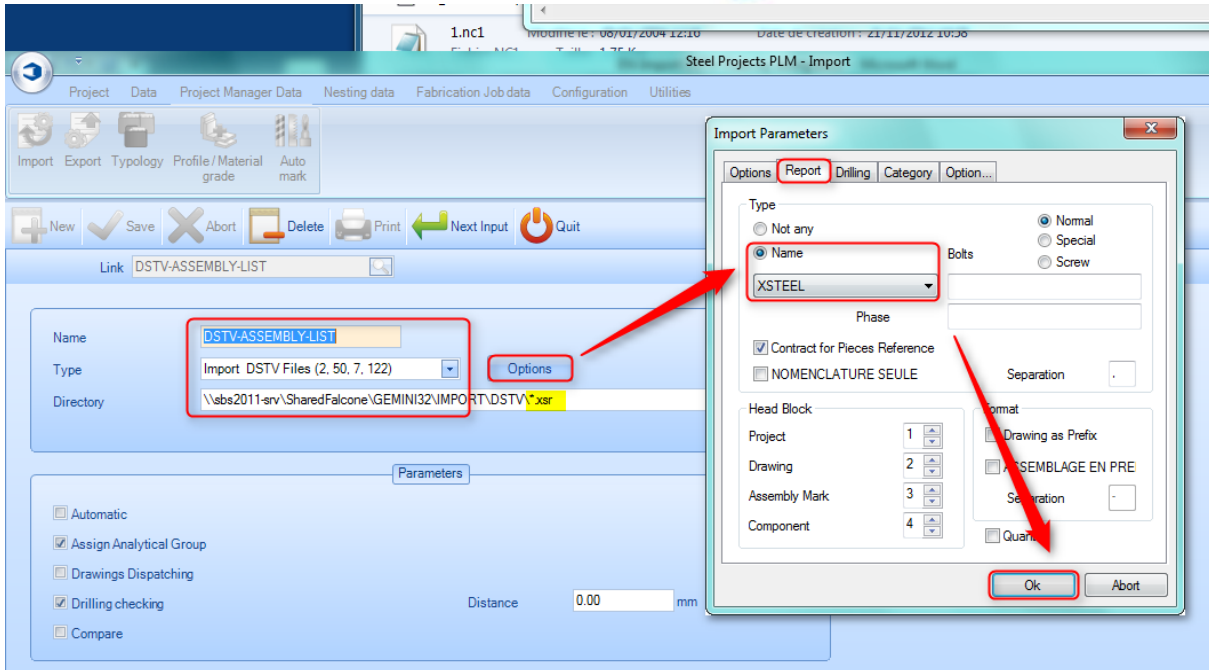 1.nc1 Modifié le : 08/01/2004 12:16 Date de création : 21/11/2012 10:58
Steel Projects PLM - Import
Project Data Project Manager Data Nesting data Fabrication Job data Configuration Utilities
Import Export Typology Profile / Material grade Auto mark
New Save Abort Delete Print Next Input Quit
Link DSTV-ASSEMBLY-LIST
Name DSTV-ASSEMBLY-LIST
Type Import DSTV Files (2, 50, 7, 122) Options
Directory \\sbs2011-srv\SharedFalcone\GEMINI32\IMPORT\DSTV\*.xsr
Parameters
Automatic
Assign Analytical Group
Drawings Dispatching
Drilling checking Distance 0.00 mm
Compare
Import Parameters
Options Report Drilling Category Option...
Type
Not any Normal
Name Bolts Special
Screw
XSTEEL
Phase
Contract for Pieces Reference
NOMENCLATURE SEULE Separation .
Head Block Format
Project 1 Drawing as Prefix
Drawing 2 ASSEMBLAGE EN PRE
Assembly Mark 3 Separation -
Component 4
Ok Abort